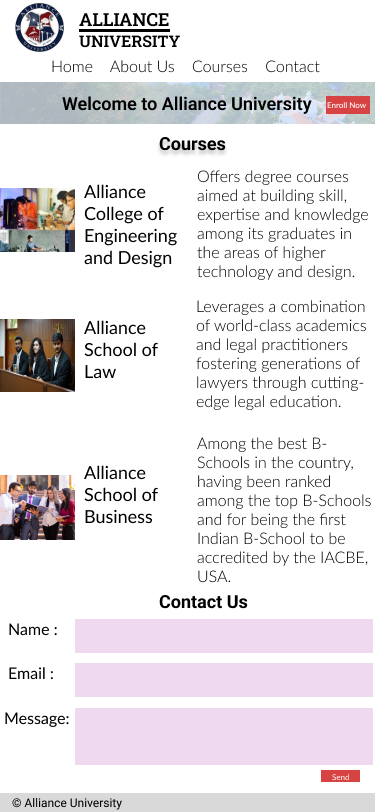 ALLIANCE
UNIVERSITY
Home About Us Courses Contact
Welcome to Alliance University
Enroll Now
Courses
Alliance
College of
Engineering
and Design
Offers degree courses
aimed at building skill,
expertise and knowledge
among its graduates in
the areas of higher
technology and design.
Alliance
School of
Law
Leverages a combination
of world-class academics
and legal practitioners
fostering generations of
lawyers through cutting-
edge legal education.
Alliance
School of
Business
Among the best B-
Schools in the country,
having been ranked
among the top B-Schools
and for being the first
Indian B-School to be
accredited by the IACBE,
USA.
Contact Us
Name :
Email :
Message:
Send
© Alliance University